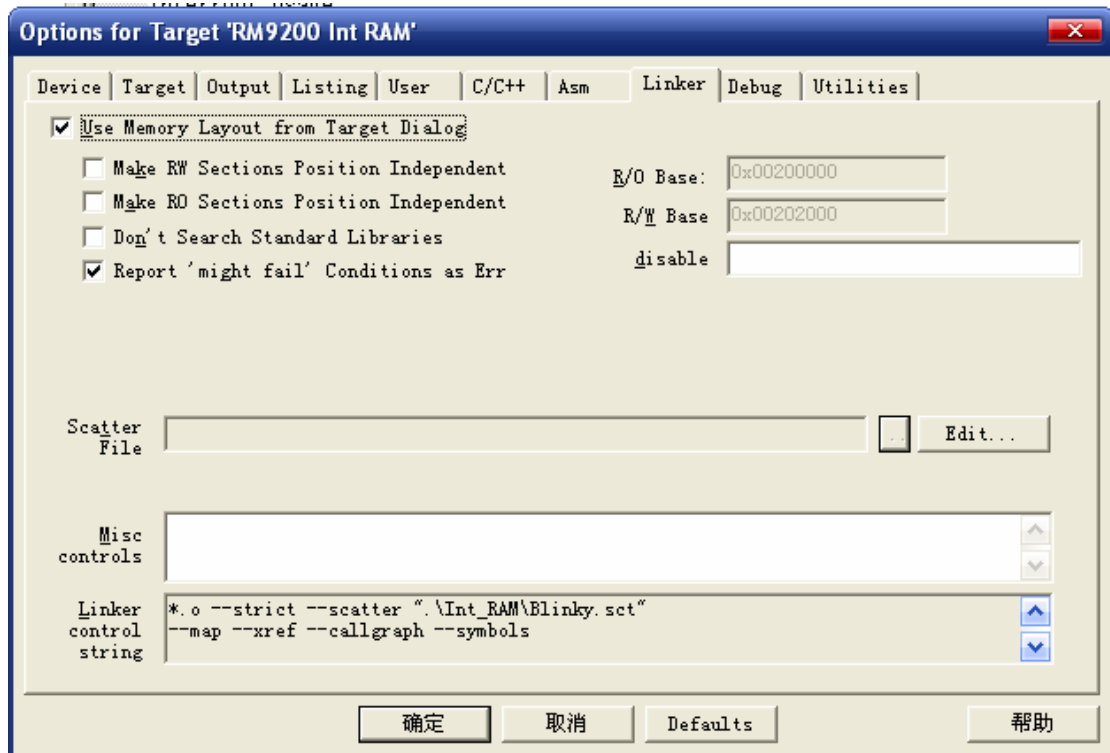 Options for Target 'RM9200 Int RAM'
Device Target Output Listing User C/C++ Asm Linker Debug Utilities
Use Memory Layout from Target Dialog
Make RW Sections Position Independent
R/O Base: 0x00200000
Make RO Sections Position Independent
R/W Base 0x00202000
Don't Search Standard Libraries
disable
Report 'might fail' Conditions as Err
Scatter
File
..
Edit...
Misc
controls
Linker
control
string
*.o --strict --scatter ".\Int_RAM\Blinky.sct"
--map --xref --callgraph --symbols
确定 取消 Defaults 帮助